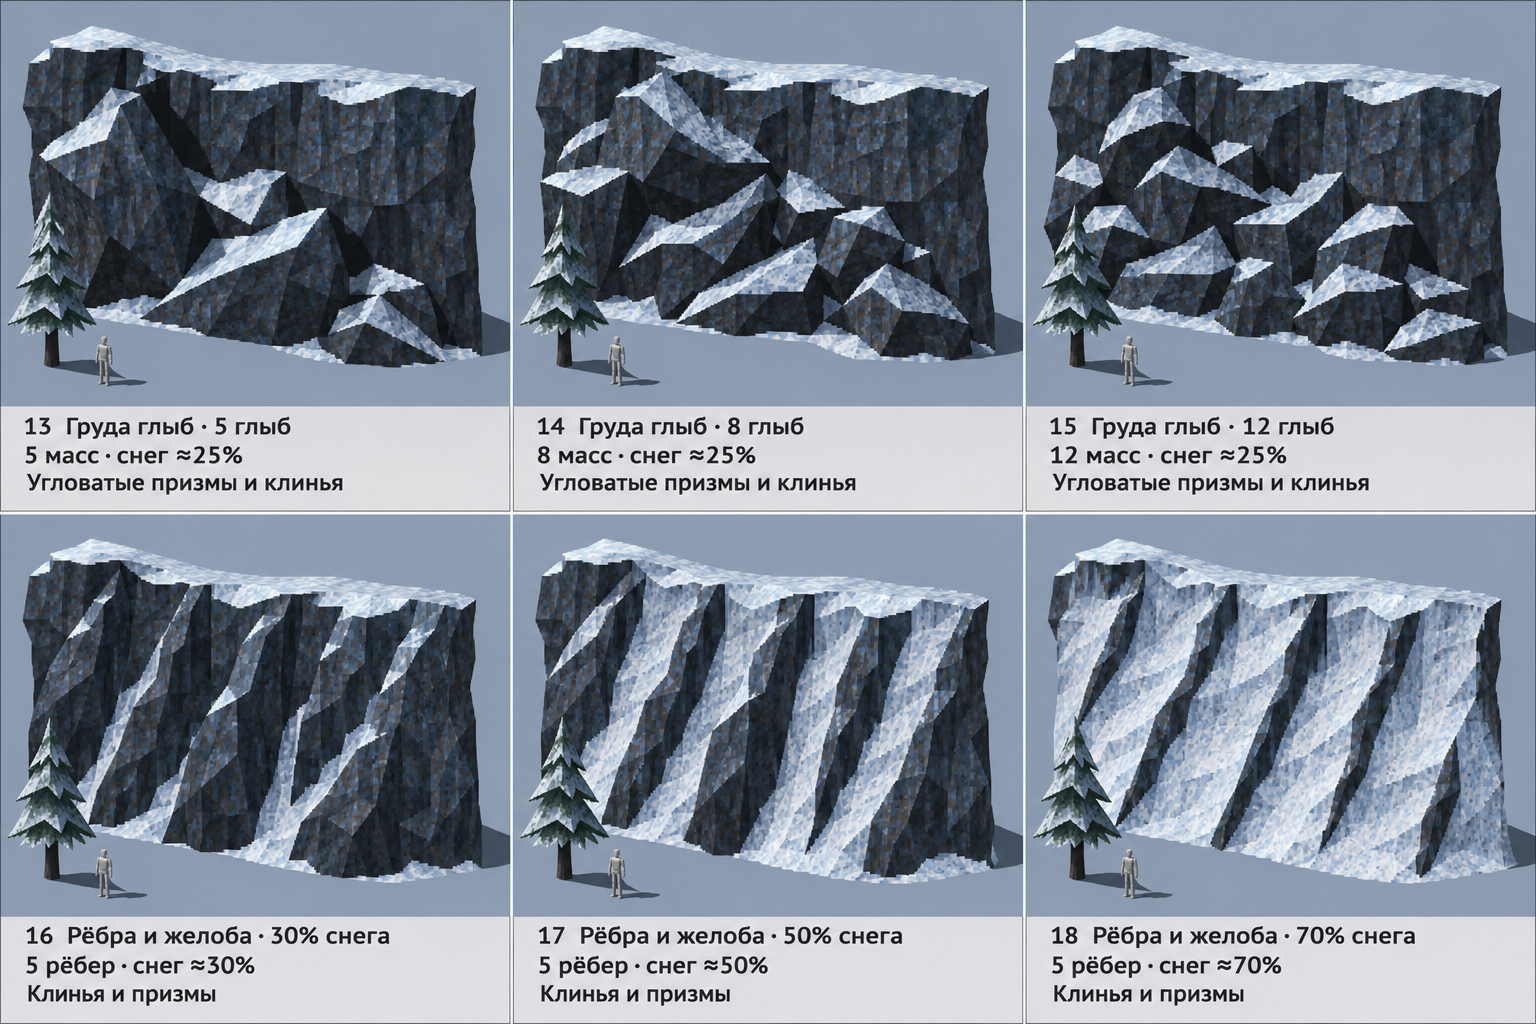 13 Груда глыб · 5 глыб
5 масс · снег ≈25%
Угловатые призмы и клинья
14 Груда глыб · 8 глыб
8 масс · снег ≈25%
Угловатые призмы и клинья
15 Груда глыб · 12 глыб
12 масс · снег ≈25%
Угловатые призмы и клинья
16 Рёбра и желоба · 30% снега
5 рёбер · снег ≈30%
Клинья и призмы
17 Рёбра и желоба · 50% снега
5 рёбер · снег ≈50%
Клинья и призмы
18 Рёбра и желоба · 70% снега
5 рёбер · снег ≈70%
Клинья и призмы